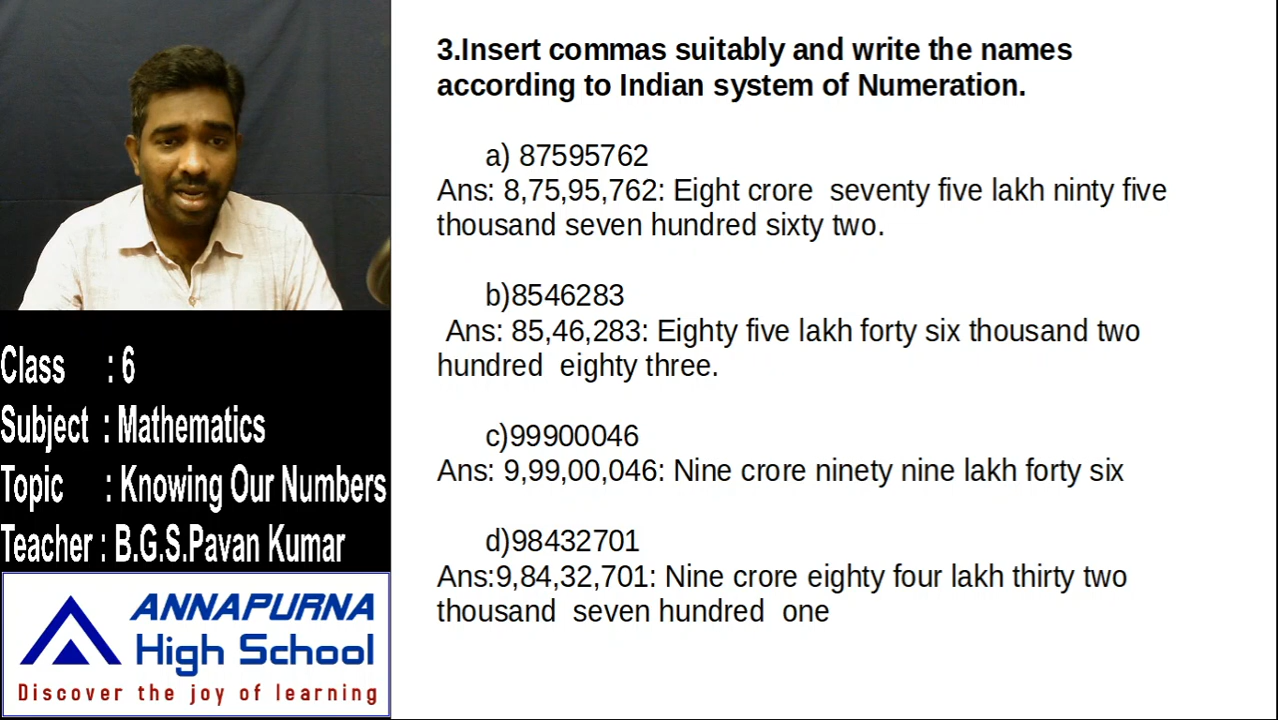 3.Insert commas suitably and write the names
according to Indian system of Numeration.
a) 87595762
Ans: 8,75,95,762: Eight crore seventy five lakh ninty five
thousand seven hundred sixty two.
b)8546283
Ans: 85,46,283: Eighty five lakh forty six thousand two
hundred eighty three.
c)99900046
Ans: 9,99,00,046: Nine crore ninety nine lakh forty six
d)98432701
Ans:9,84,32,701: Nine crore eighty four lakh thirty two
thousand seven hundred one
Class : 6
Subject : Mathematics
Topic : Knowing Our Numbers
Teacher : B.G.S.Pavan Kumar
ANNAPURNA
High School
Discover the joy of learning